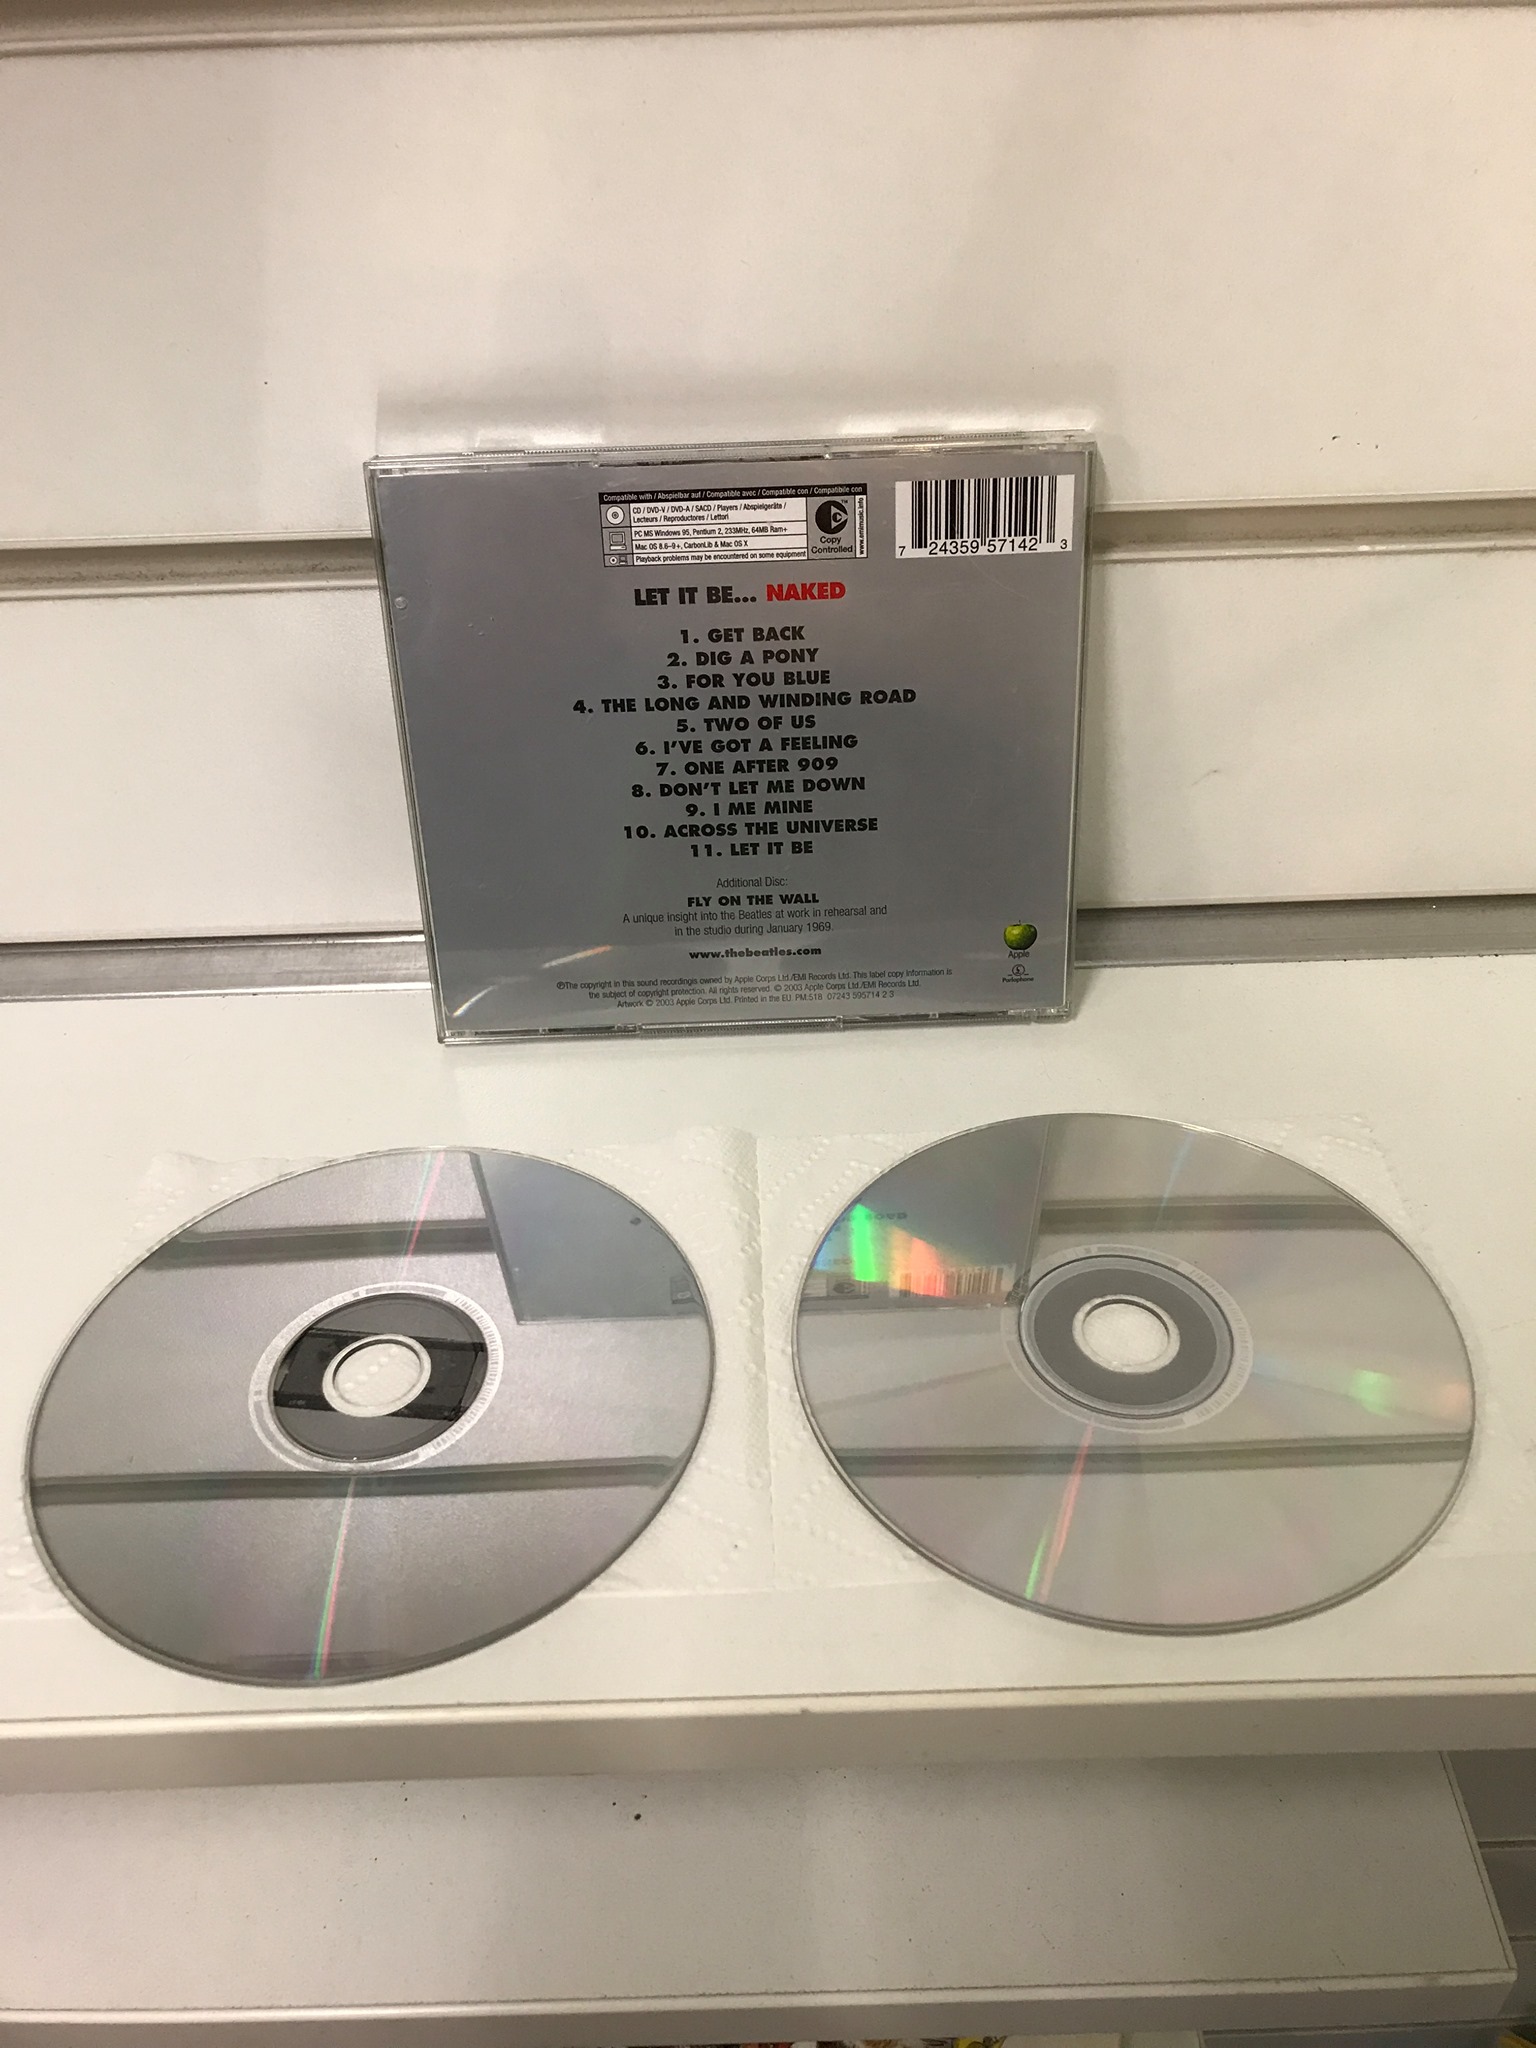 Compatible with / Abspielbar auf / Compatible avec / Compatible con / Compatibile con
CD / DVD-V / DVD-A / SACD / Players / Abspielgeräte /
Lecteurs / Reproductores / Lettori
PC MS Windows 95, Pentium 2, 233MHz, 64MB Ram+
Mac OS 8.6-9+, CarbonLib & Mac OS X
Playback problems may be encountered on some equipment
TM
Copy
Controlled
www.emimusic.info
7 24359 57142 3
LET IT BE... NAKED
1. GET BACK
2. DIG A PONY
3. FOR YOU BLUE
4. THE LONG AND WINDING ROAD
5. TWO OF US
6. I'VE GOT A FEELING
7. ONE AFTER 909
8. DON'T LET ME DOWN
9. I ME MINE
10. ACROSS THE UNIVERSE
11. LET IT BE
Additional Disc:
FLY ON THE WALL
A unique insight into the Beatles at work in rehearsal and
in the studio during January 1969.
www.thebeatles.com
Apple
Parlophone
℗The copyright in this sound recordingis owned by Apple Corps Ltd./EMI Records Ltd. This label copy information is
the subject of copyright protection. All rights reserved. © 2003 Apple Corps Ltd./EMI Records Ltd.
Artwork © 2003 Apple Corps Ltd. Printed in the EU. PM:518 07243 595714 2 3